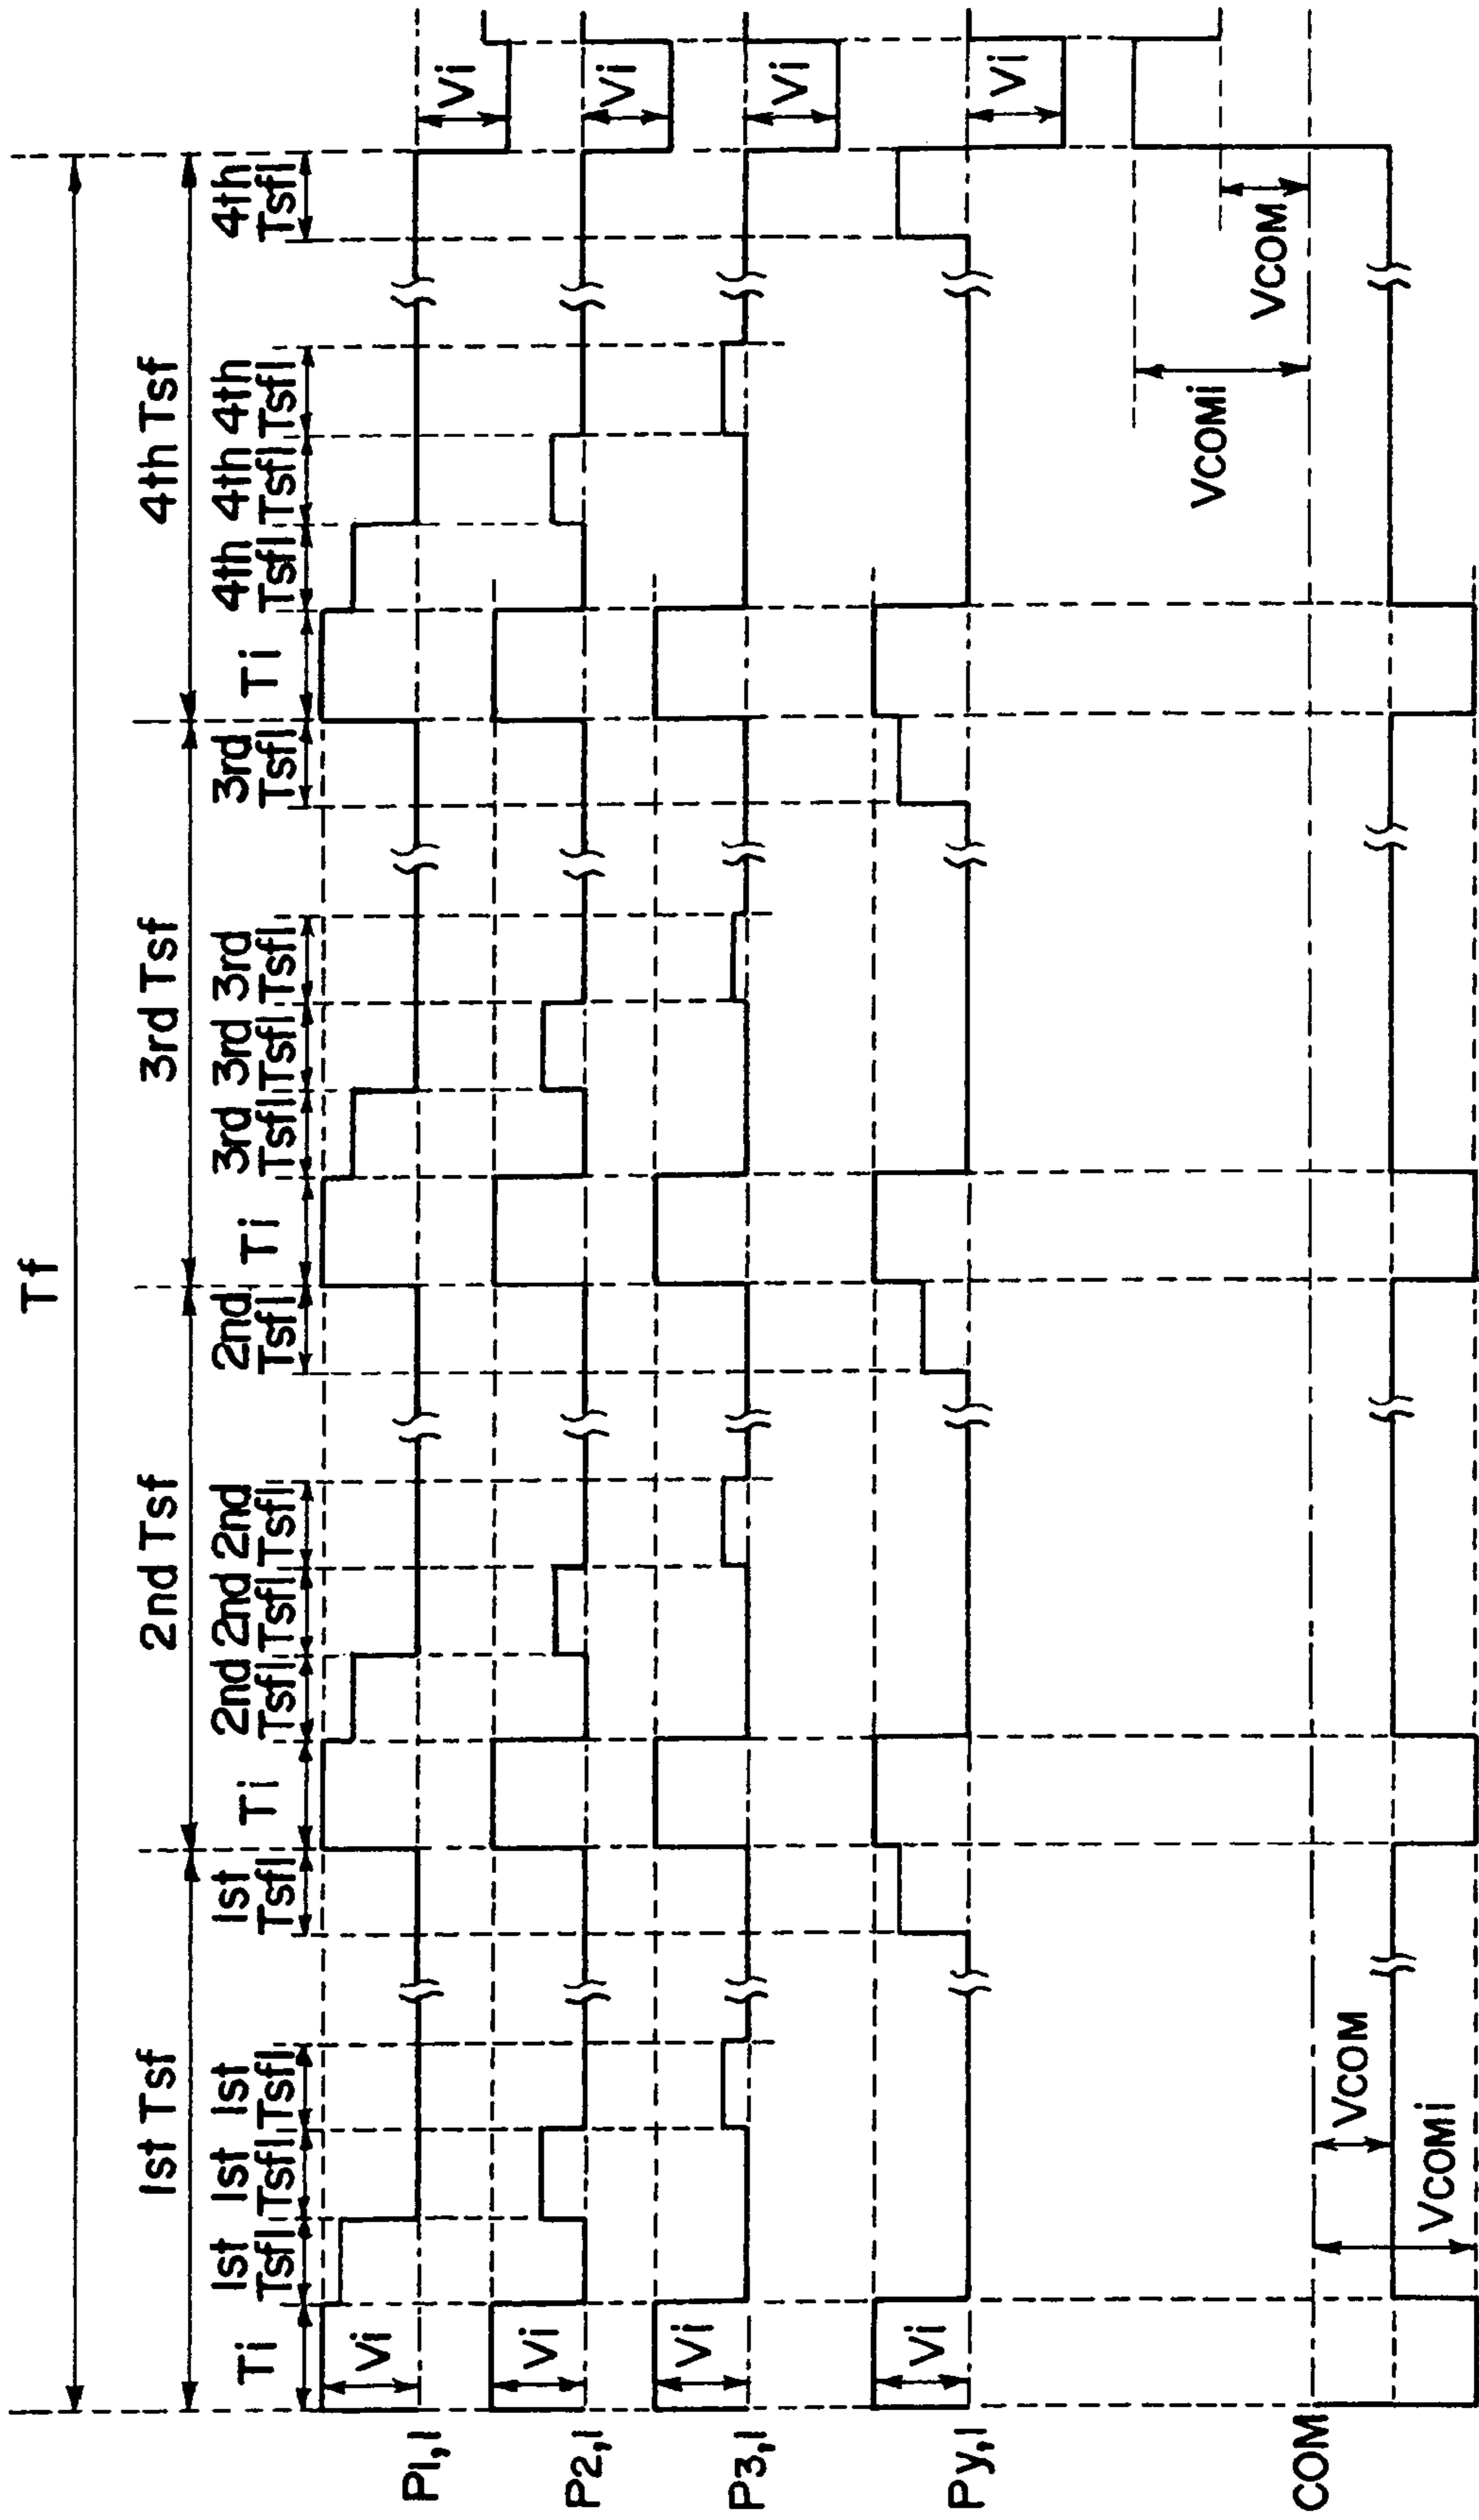 Tf
1st Tsf
2nd Tsf
3rd Tsf
4th Tsf
Ti
1st Tsfl
1st Tsfl
1st Tsfl
1st Tsfl
Ti
2nd Tsfl
2nd Tsfl
2nd Tsfl
2nd Tsfl
Ti
3rd Tsfl
3rd Tsfl
3rd Tsfl
3rd Tsfl
Ti
4th Tsfl
4th Tsfl
4th Tsfl
4th Tsfl
P1,1
Vi
Vi
P2,1
Vi
Vi
P3,1
Vi
Vi
Py,1
Vi
Vi
COM
VCOM
VCOMi
VCOMi
VCOM